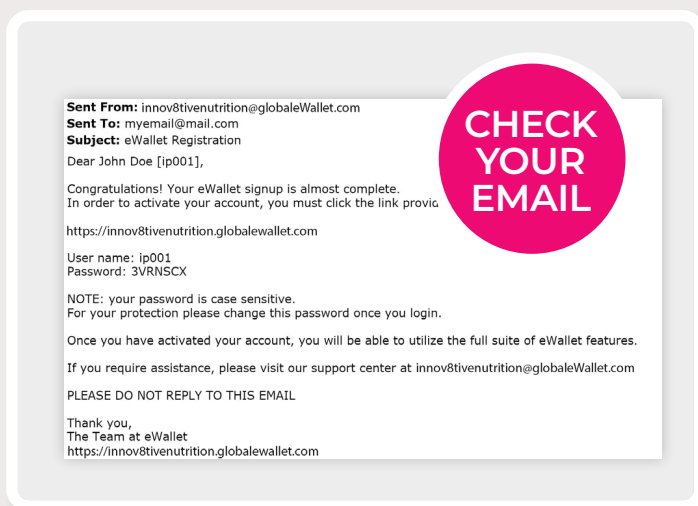 Sent From: innov8tivenutrition@globaleWallet.com
Sent To: myemail@mail.com
Subject: eWallet Registration
Dear John Doe [ip001],
Congratulations! Your eWallet signup is almost complete.
In order to activate your account, you must click the link
https://innov8tivenutrition.globalewallet.com
User name: ip001
Password: 3VRNSCX
NOTE: your password is case sensitive.
For your protection please change this password once you login.
Once you have activated your account, you will be able to utilize the full suite of eWallet features.
If you require assistance, please visit our support center at innov8tivenutrition@globaleWallet.com
PLEASE DO NOT REPLY TO THIS EMAIL
Thank you,
The Team at eWallet
https://innov8tivenutrition.globalewallet.com
CHECK
YOUR
EMAIL